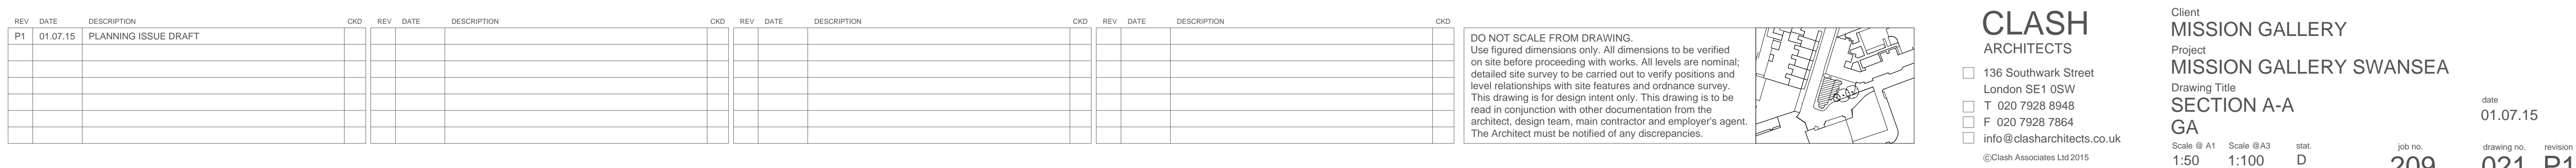 REV DATE DESCRIPTION CKD REV DATE DESCRIPTION CKD REV DATE DESCRIPTION CKD REV DATE DESCRIPTION CKD
P1 01.07.15 PLANNING ISSUE DRAFT
DO NOT SCALE FROM DRAWING.
Use figured dimensions only. All dimensions to be verified
on site before proceeding with works. All levels are nominal;
detailed site survey to be carried out to verify positions and
level relationships with site features and ordnance survey.
This drawing is for design intent only. This drawing is to be
read in conjunction with other documentation from the
architect, design team, main contractor and employer's agent.
The Architect must be notified of any discrepancies.
CLASH
ARCHITECTS
136 Southwark Street
London SE1 0SW
T 020 7928 8948
F 020 7928 7864
info@clasharchitects.co.uk
©Clash Associates Ltd 2015
Client
MISSION GALLERY
Project
MISSION GALLERY SWANSEA
Drawing Title
SECTION A-A
GA
date
01.07.15
Scale @ A1 Scale @A3 stat. job no. drawing no. revision
1:50 1:100 D 209 021 P1